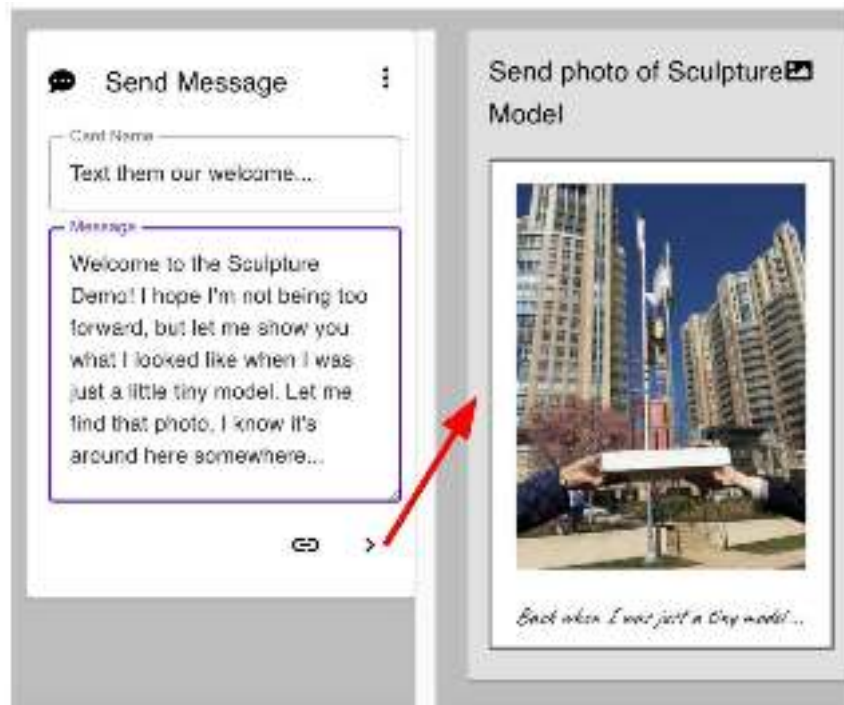 Send Message
Card Name
Text them our welcome...
Message
Welcome to the Sculpture
Demo! I hope I'm not being too
forward, but let me show you
what I looked like when I was
just a little tiny model. Let me
find that photo, I know it's
around here somewhere...
Send photo of Sculpture
Model
Back when I was just a tiny model...